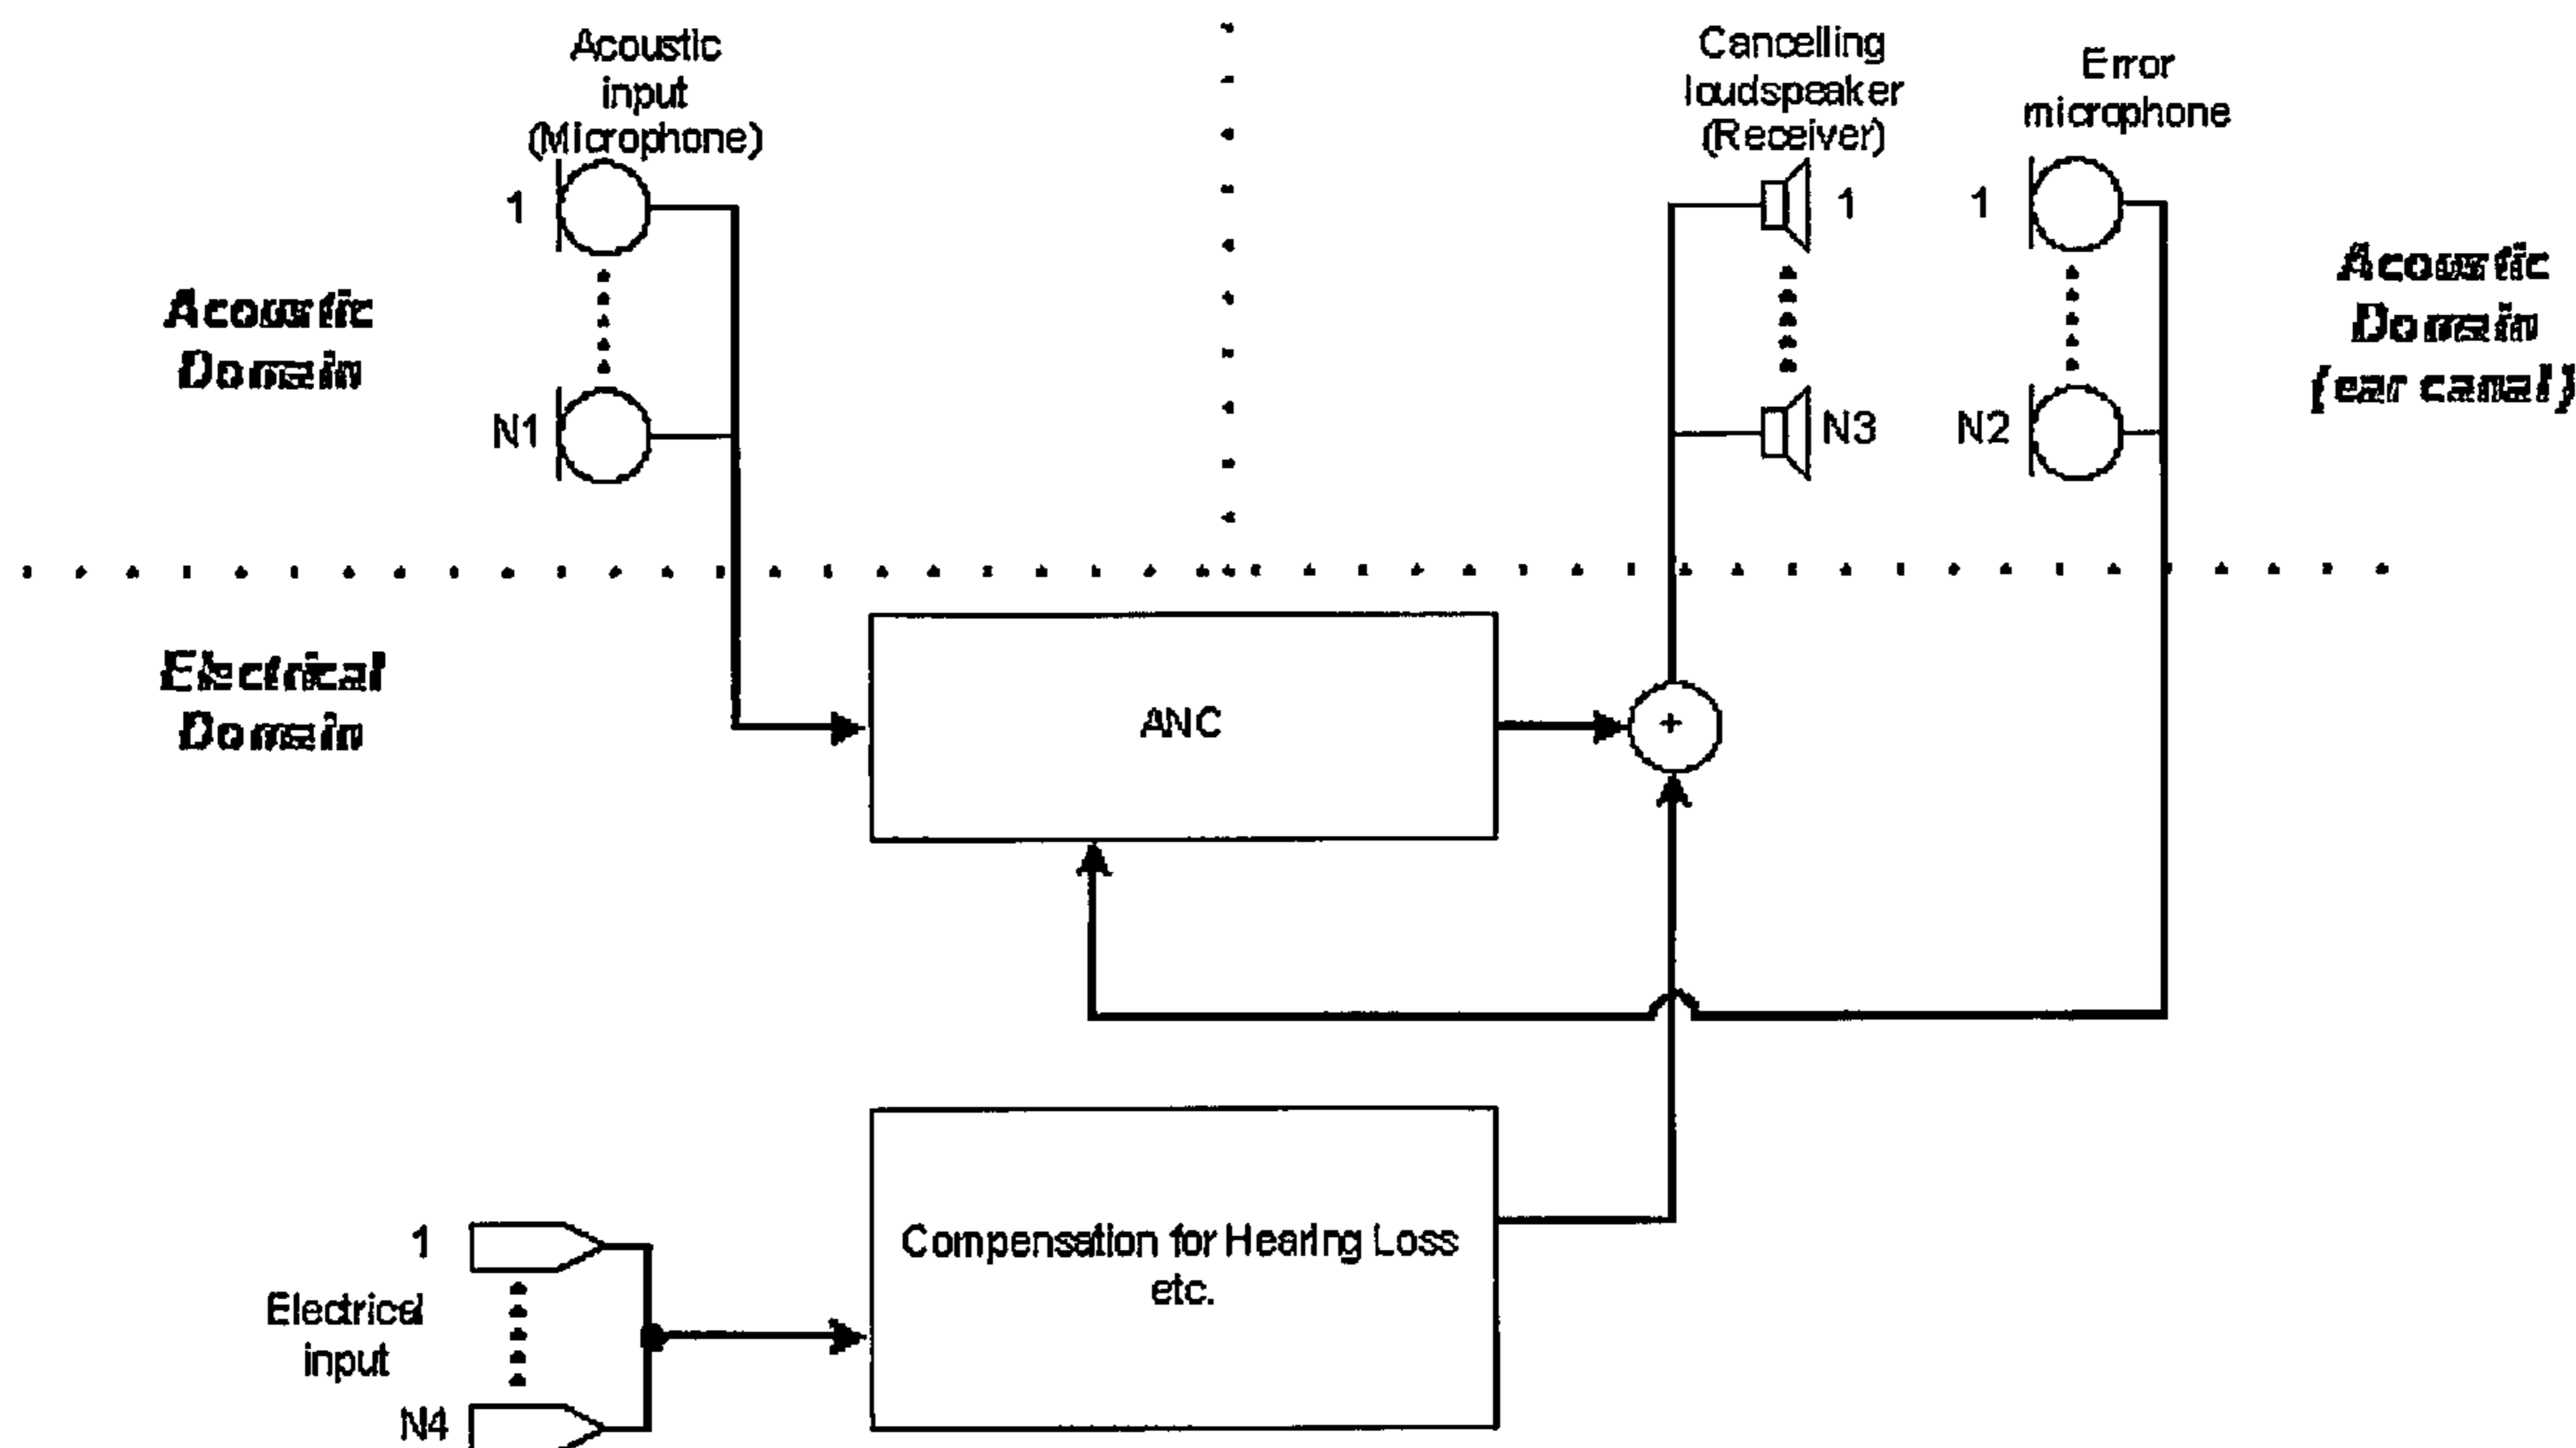 Acoustic
input
(Microphone)
1
N1
Cancelling
loudspeaker
(Receiver)
1
N3
Error
microphone
1
N2
Acoustic
Domain
Acoustic
Domain
(ear canal)
Electrical
Domain
ANC
+
Compensation for Hearing Loss
etc.
1
Electrical
input
N4